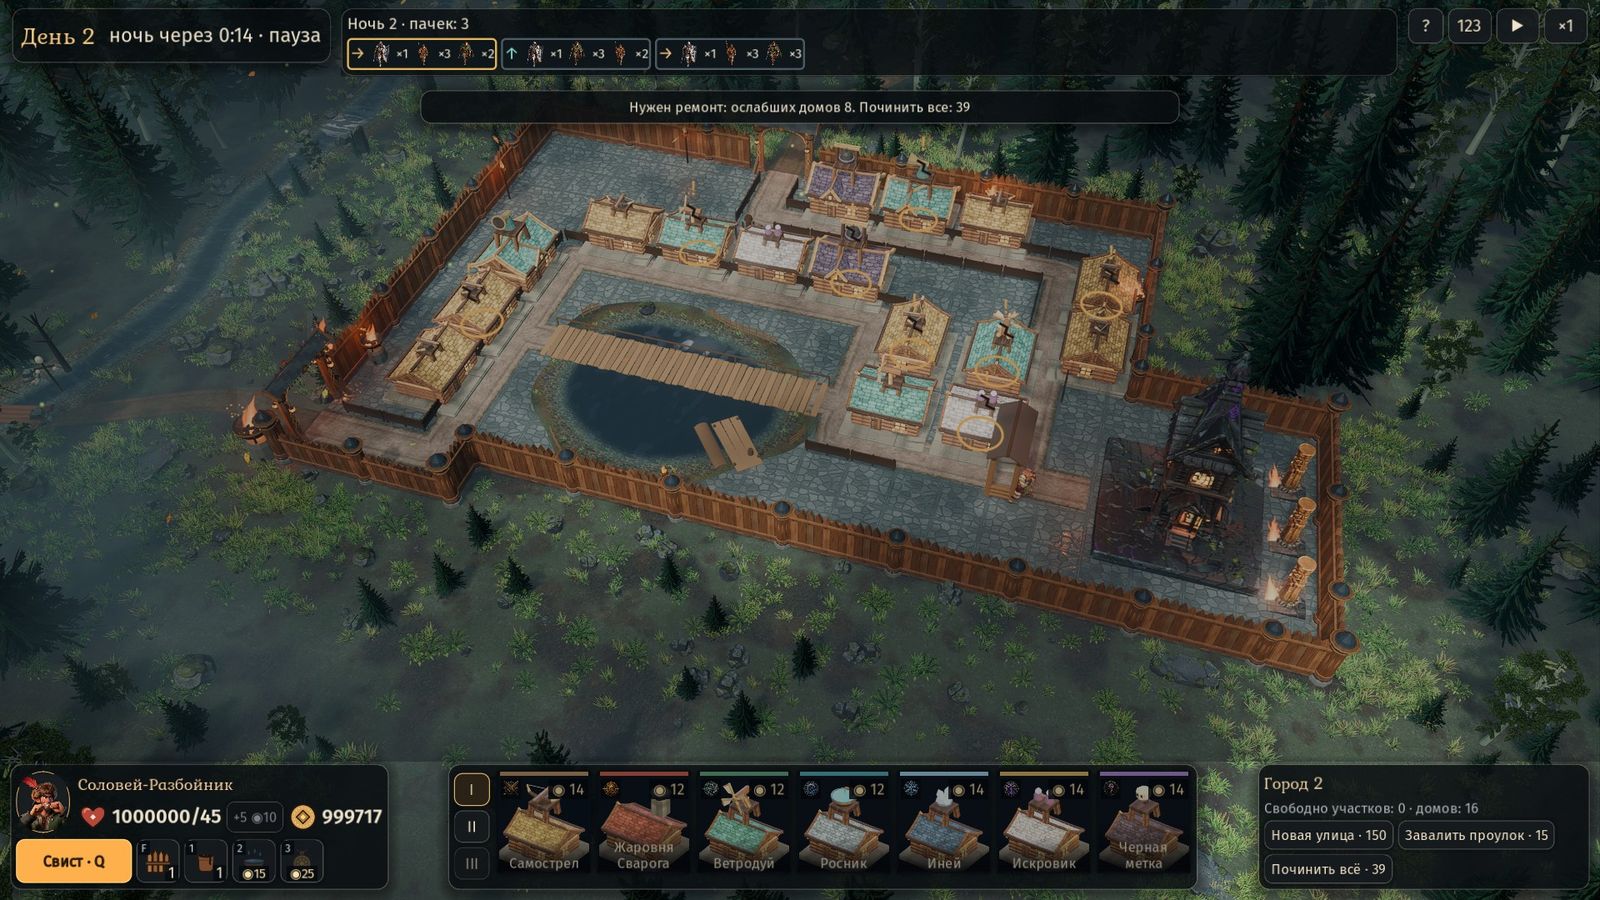 День 2 ночь через 0:14 · пауза
Ночь 2 · пачек: 3
→ ×1 ×3 ×2 ↑ ×1 ×3 ×2 → ×1 ×3 ×3
? 123 ▶ ×1
Нужен ремонт: ослабших домов 8. Починить все: 39
Соловей-Разбойник
1000000/45 +5 10 999717
Свист · Q
F 1
1 1
2 15
3 25
I
II
III
14 Самострел
12 Жаровня
Сварога
12 Ветродуй
12 Росник
14 Иней
14 Искровик
14 Черная
метка
Город 2
Свободно участков: 0 · домов: 16
Новая улица · 150 Завалить проулок · 15
Починить всё · 39